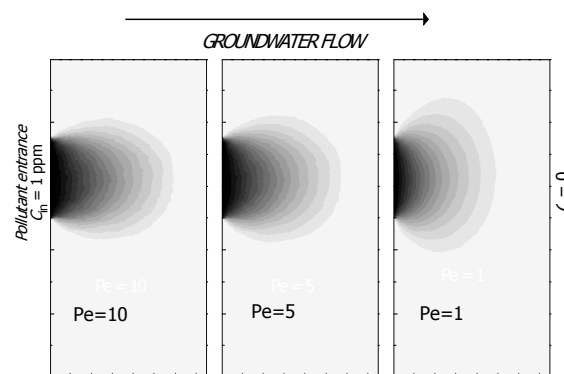 GROUNDWATER FLOW
Pollutant entrance
C_in = 1 ppm
Pe = 10
Pe = 5
Pe = 1
Pe=10
Pe=5
Pe=1